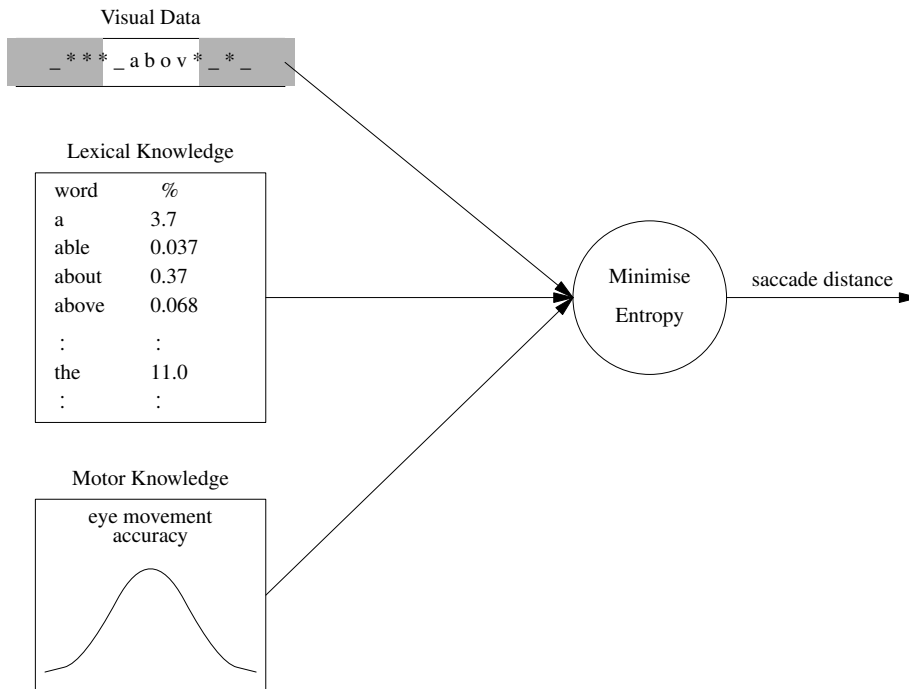 Visual Data
_ * * * _ a b o v * _ * _
Lexical Knowledge
word %
a 3.7
able 0.037
about 0.37
above 0.068
: :
the 11.0
: :
Motor Knowledge
eye movement
accuracy
Minimise
Entropy
saccade distance